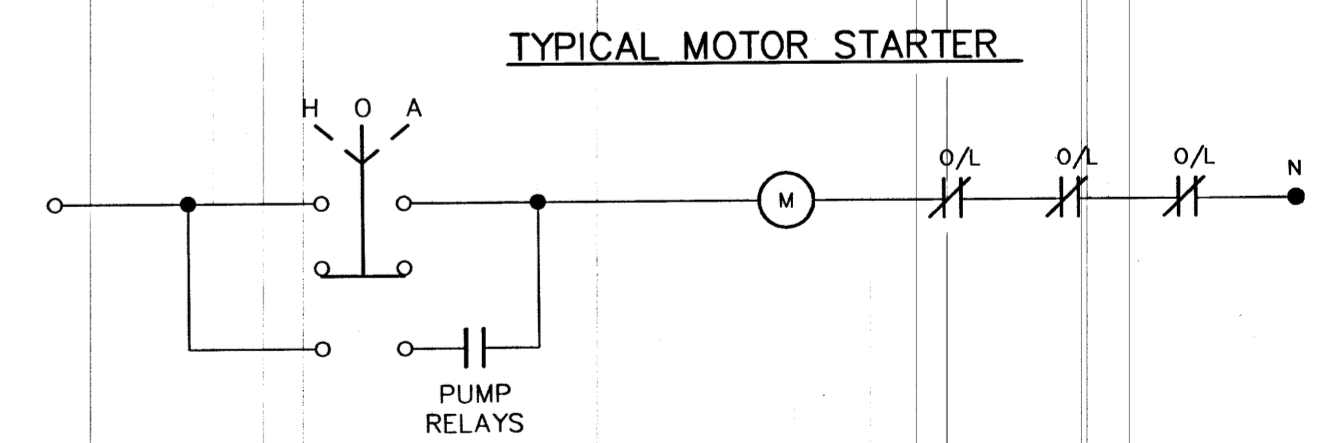 TYPICAL MOTOR STARTER
H O A
O/L O/L O/L N
M
PUMP
RELAYS